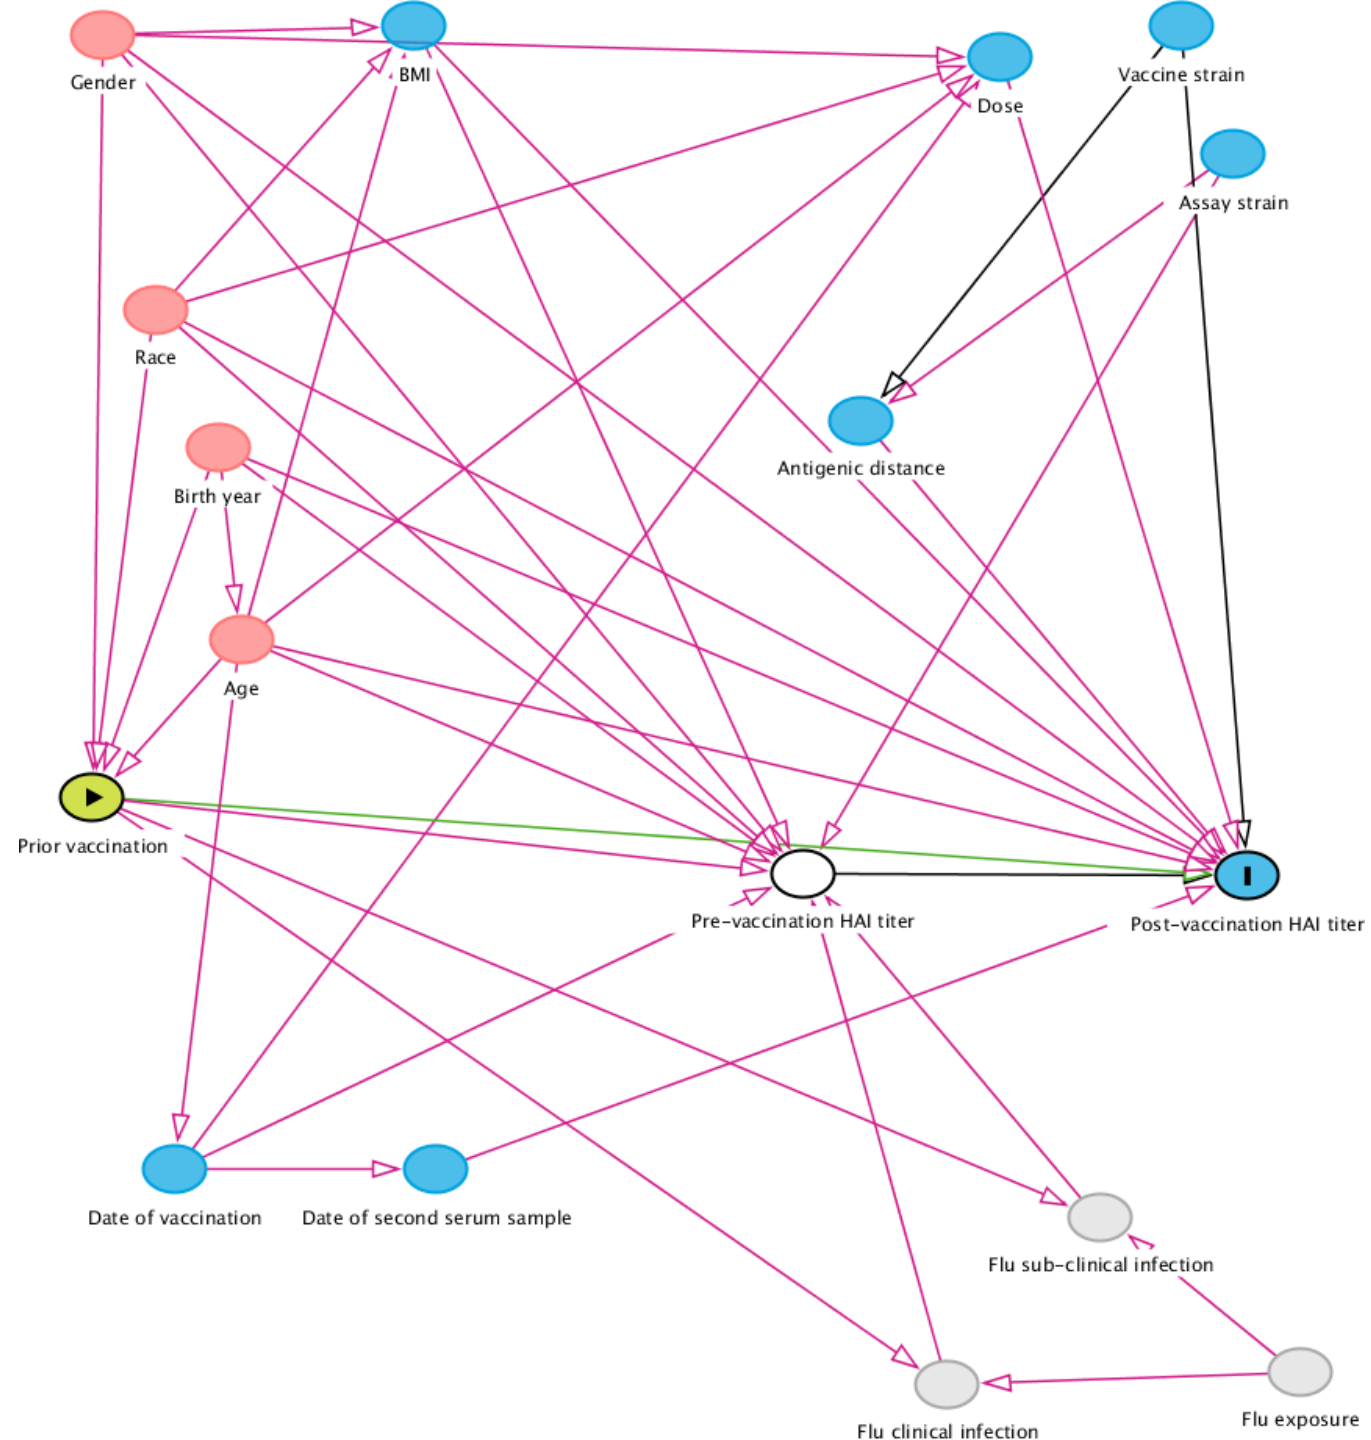 Gender
BMI
Vaccine strain
Dose
Assay strain
Race
Antigenic distance
Birth year
Age
Prior vaccination
Pre-vaccination HAI titer
Post-vaccination HAI titer
Date of vaccination
Date of second serum sample
Flu sub-clinical infection
Flu exposure
Flu clinical infection